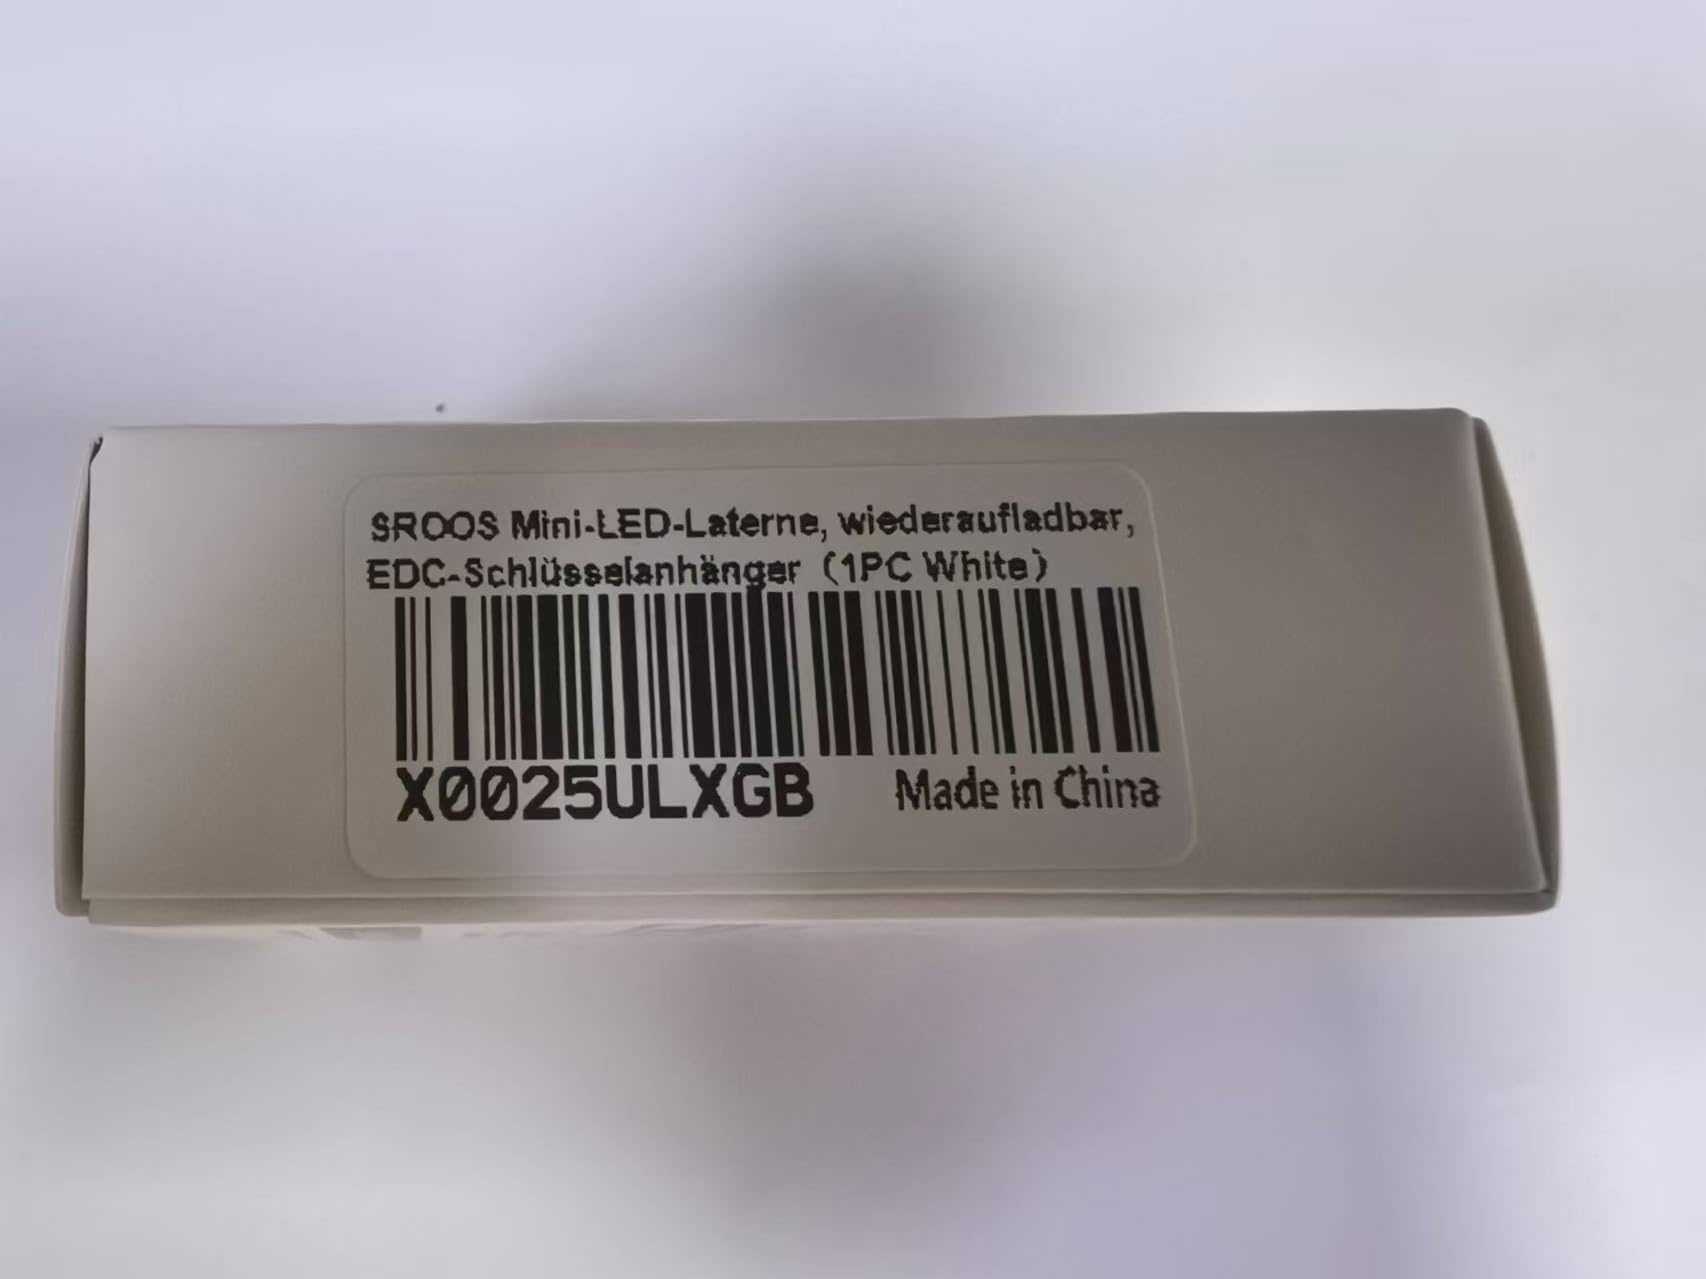 SROOS Mini-LED-Laterne, wiederaufladbar,
EDC-Schlüsselanhänger (1PC White)
X0025ULXGB Made in China